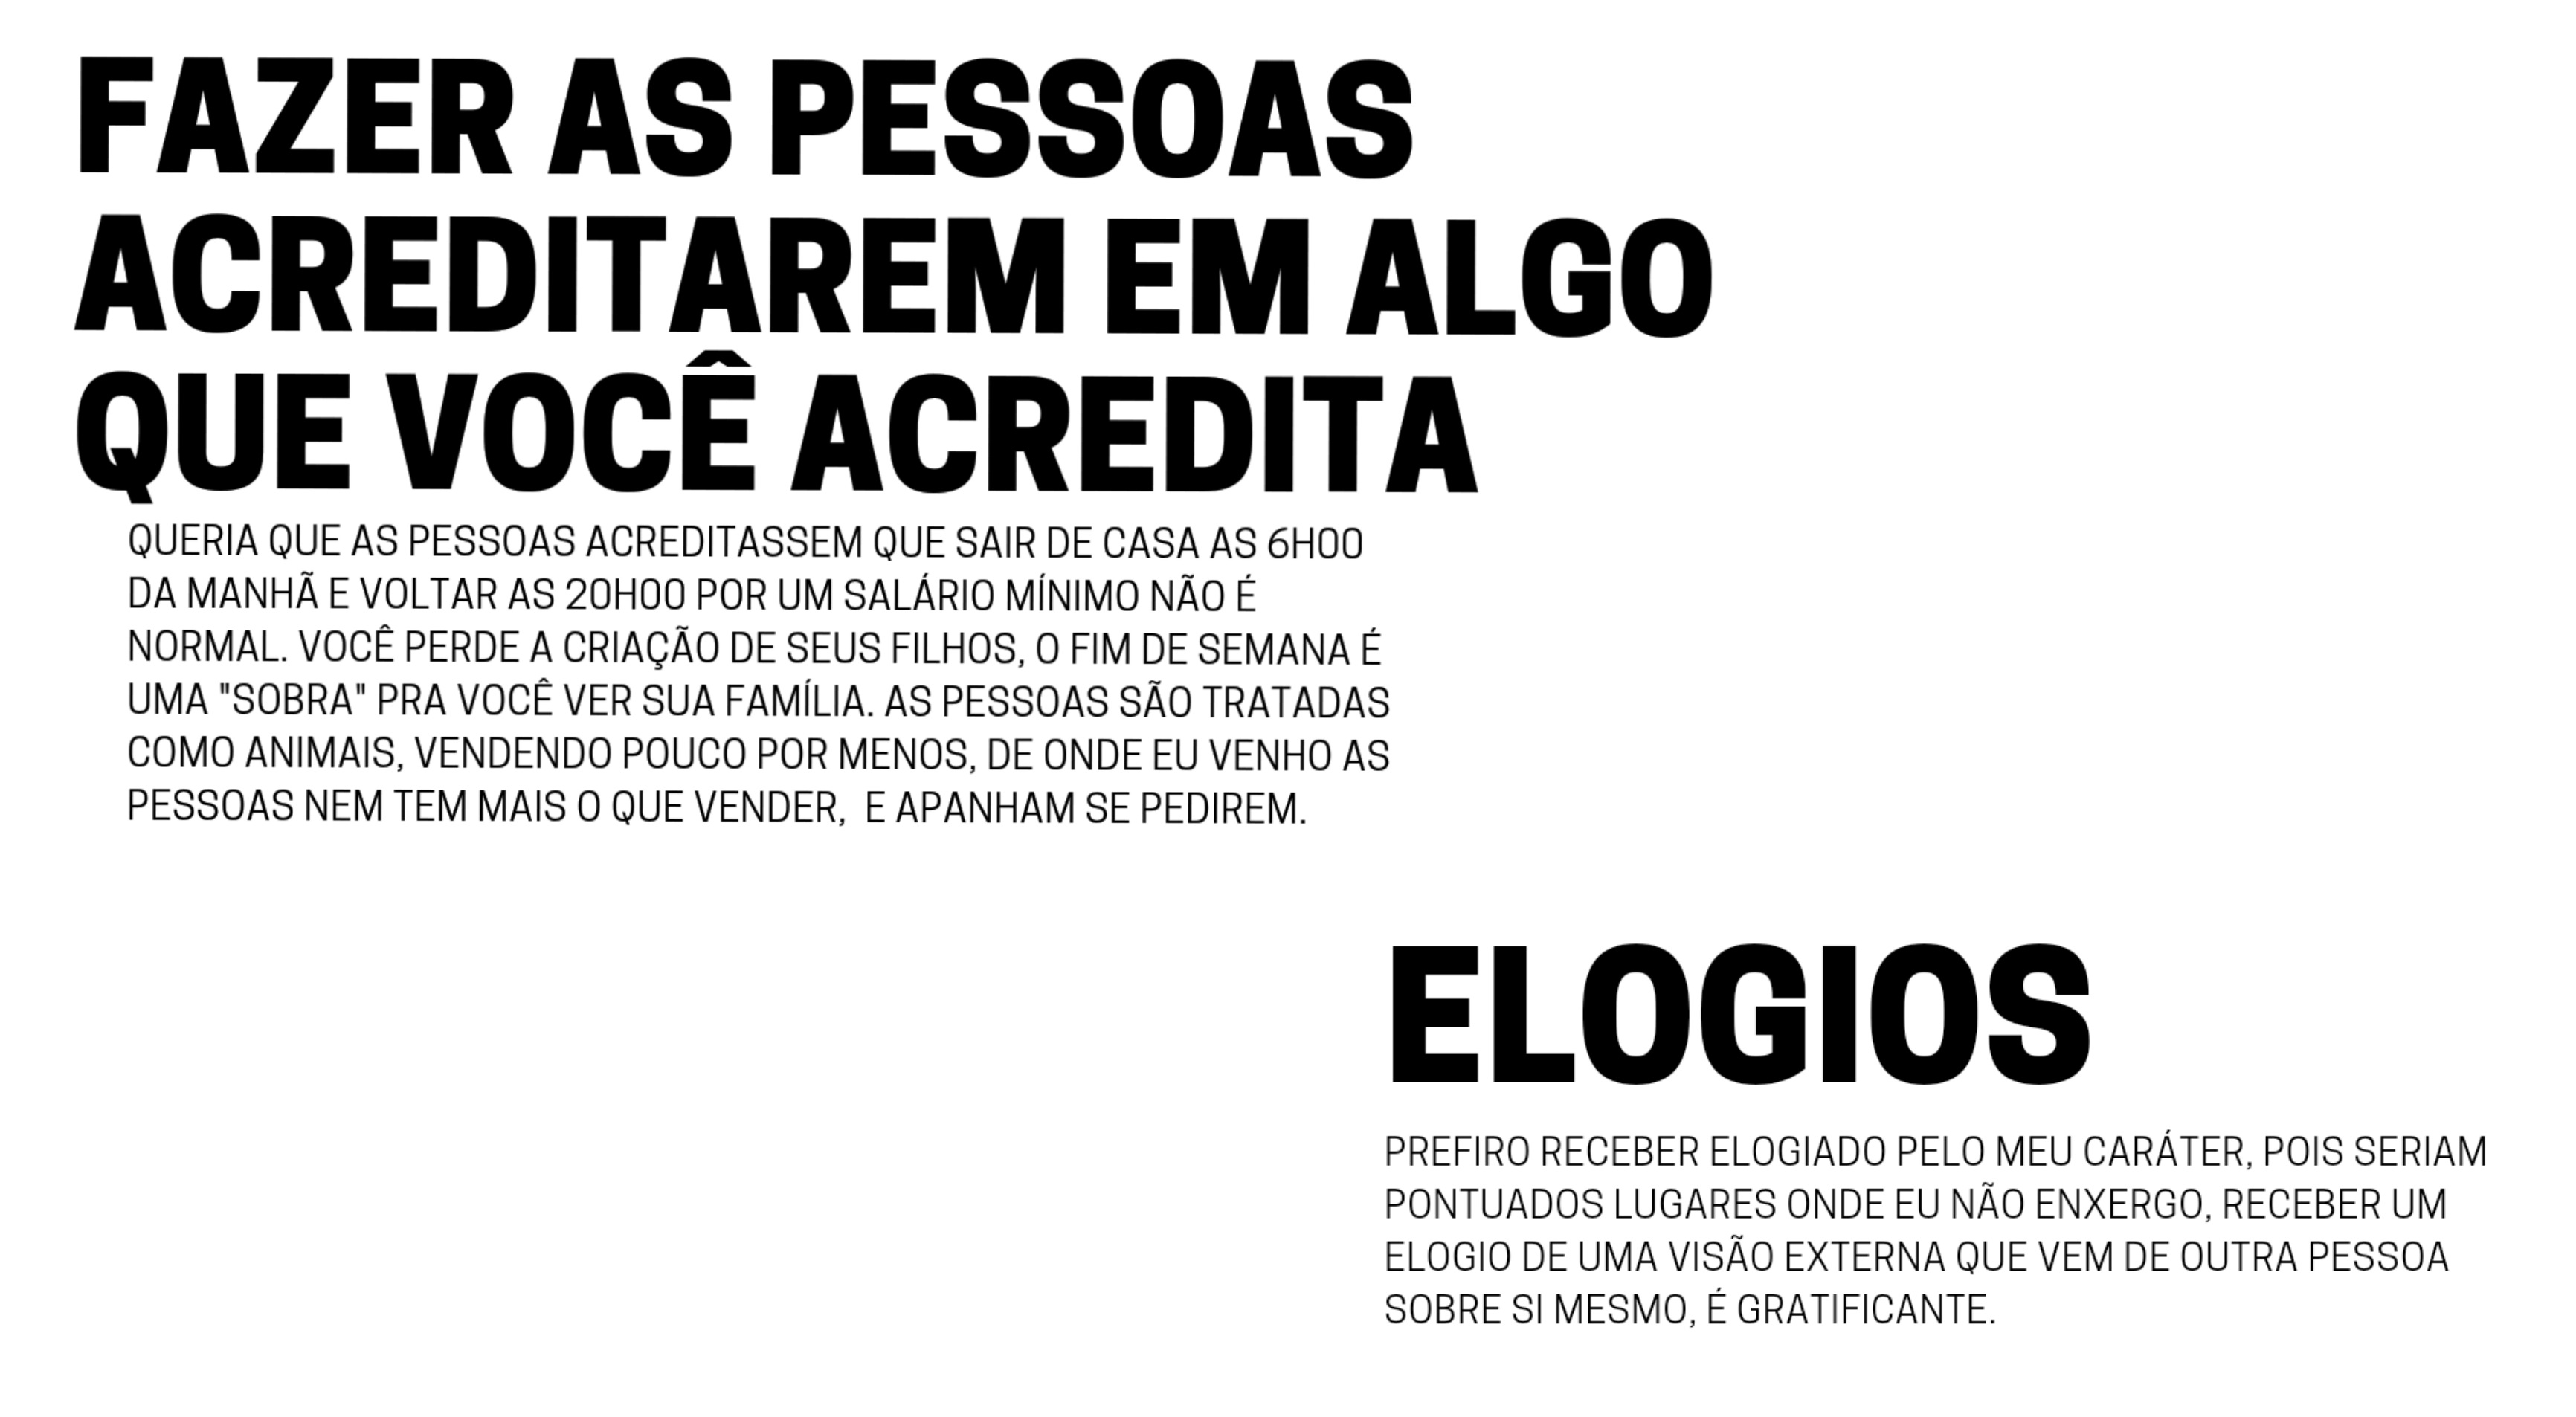 FAZER AS PESSOAS
ACREDITAREM EM ALGO
QUE VOCÊ ACREDITA
QUERIA QUE AS PESSOAS ACREDITASSEM QUE SAIR DE CASA AS 6H00
DA MANHÃ E VOLTAR AS 20H00 POR UM SALÁRIO MÍNIMO NÃO É
NORMAL. VOCÊ PERDE A CRIAÇÃO DE SEUS FILHOS, O FIM DE SEMANA É
UMA "SOBRA" PRA VOCÊ VER SUA FAMÍLIA. AS PESSOAS SÃO TRATADAS
COMO ANIMAIS, VENDENDO POUCO POR MENOS, DE ONDE EU VENHO AS
PESSOAS NEM TEM MAIS O QUE VENDER,  E APANHAM SE PEDIREM.
ELOGIOS
PREFIRO RECEBER ELOGIADO PELO MEU CARÁTER, POIS SERIAM
PONTUADOS LUGARES ONDE EU NÃO ENXERGO, RECEBER UM
ELOGIO DE UMA VISÃO EXTERNA QUE VEM DE OUTRA PESSOA
SOBRE SI MESMO, É GRATIFICANTE.